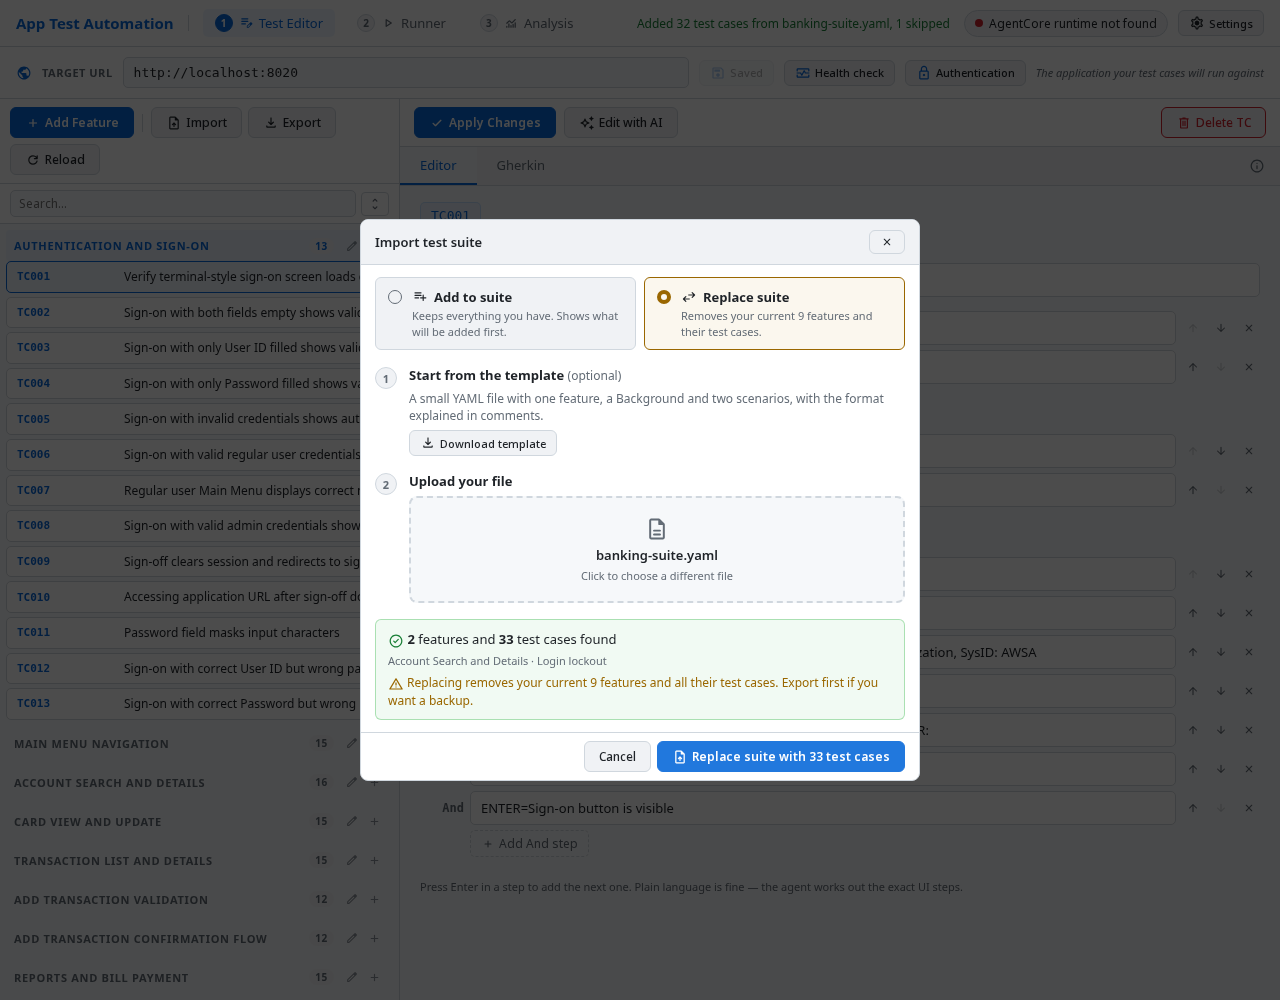 App Test Automation
1 Test Editor
2 Runner
3 Analysis
Added 32 test cases from banking-suite.yaml, 1 skipped
AgentCore runtime not found
Settings
TARGET URL
http://localhost:8020
Saved
Health check
Authentication
The application your test cases will run against
Add Feature
Import
Export
Reload
Search...
Apply Changes
Edit with AI
Delete TC
Editor
Gherkin
TC001
AUTHENTICATION AND SIGN-ON 13
TC001 Verify terminal-style sign-on screen loads
TC002 Sign-on with both fields empty shows
TC003 Sign-on with only User ID filled shows
TC004 Sign-on with only Password filled shows
TC005 Sign-on with invalid credentials shows
TC006 Sign-on with valid regular user credentials
TC007 Regular user Main Menu displays correct
TC008 Sign-on with valid admin credentials show
TC009 Sign-off clears session and redirects to
TC010 Accessing application URL after sign-off
TC011 Password field masks input characters
TC012 Sign-on with correct User ID but wrong
TC013 Sign-on with correct Password but wrong
MAIN MENU NAVIGATION 15
ACCOUNT SEARCH AND DETAILS 16
CARD VIEW AND UPDATE 15
TRANSACTION LIST AND DETAILS 15
ADD TRANSACTION VALIDATION 12
ADD TRANSACTION CONFIRMATION FLOW 12
REPORTS AND BILL PAYMENT 15
Import test suite
Add to suite
Keeps everything you have. Shows what
will be added first.
Replace suite
Removes your current 9 features and
their test cases.
1 Start from the template (optional)
A small YAML file with one feature, a Background and two scenarios, with the format
explained in comments.
Download template
2 Upload your file
banking-suite.yaml
Click to choose a different file
2 features and 33 test cases found
Account Search and Details · Login lockout
Replacing removes your current 9 features and all their test cases. Export first if you
want a backup.
Cancel
Replace suite with 33 test cases
SysID: AWSA
And ENTER=Sign-on button is visible
Add And step
Press Enter in a step to add the next one. Plain language is fine — the agent works out the exact UI steps.